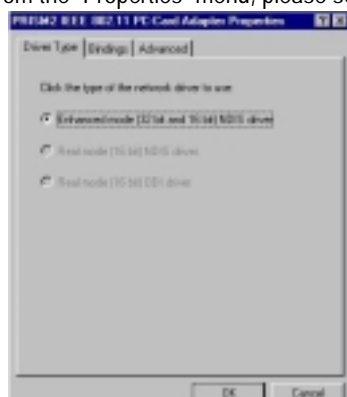 om the "Properties" menu, please se
PRISM2 IEEE 802.11 PC Card Adapter Properties
Driver Type Bindings Advanced
Click the type of the network driver to use:
Enhanced mode (32 bit and 16 bit) NDIS driver
Real mode (16 bit) NDIS driver
Real mode (16 bit) ODI driver
OK Cancel